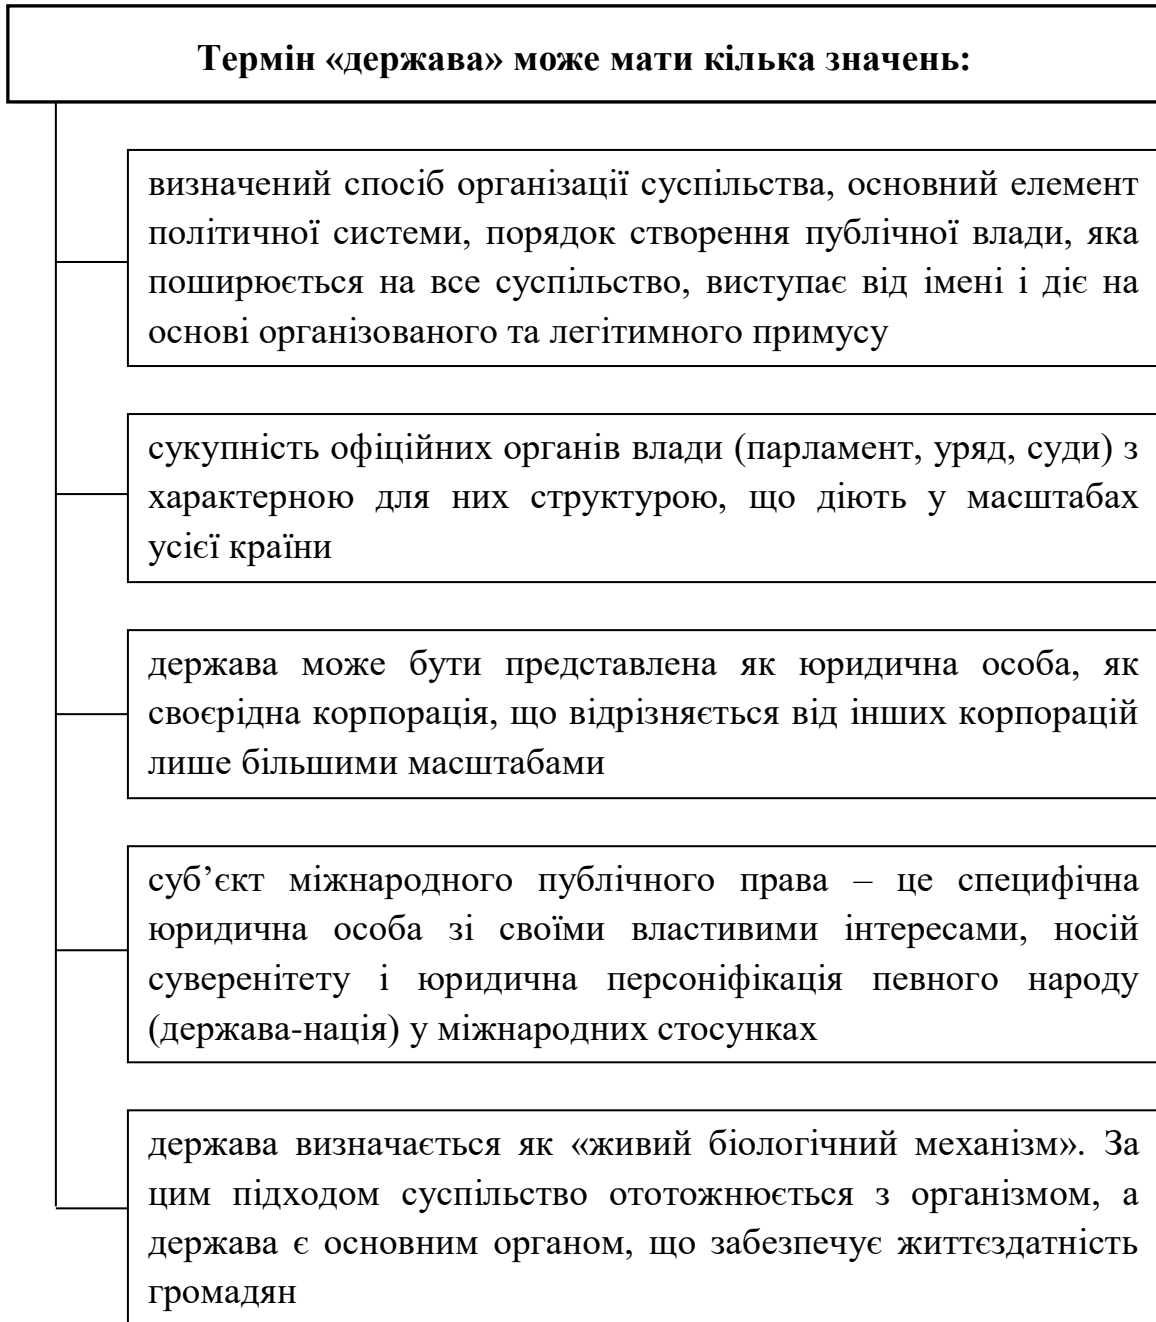 Термін «держава» може мати кілька значень:
визначений спосіб організації суспільства, основний елемент
політичної системи, порядок створення публічної влади, яка
поширюється на все суспільство, виступає від імені і діє на
основі організованого та легітимного примусу
сукупність офіційних органів влади (парламент, уряд, суди) з
характерною для них структурою, що діють у масштабах
усієї країни
держава може бути представлена як юридична особа, як
своєрідна корпорація, що відрізняється від інших корпорацій
лише більшими масштабами
суб’єкт міжнародного публічного права – це специфічна
юридична особа зі своїми властивими інтересами, носій
суверенітету і юридична персоніфікація певного народу
(держава-нація) у міжнародних стосунках
держава визначається як «живий біологічний механізм». За
цим підходом суспільство ототожнюється з організмом, а
держава є основним органом, що забезпечує життєздатність
громадян